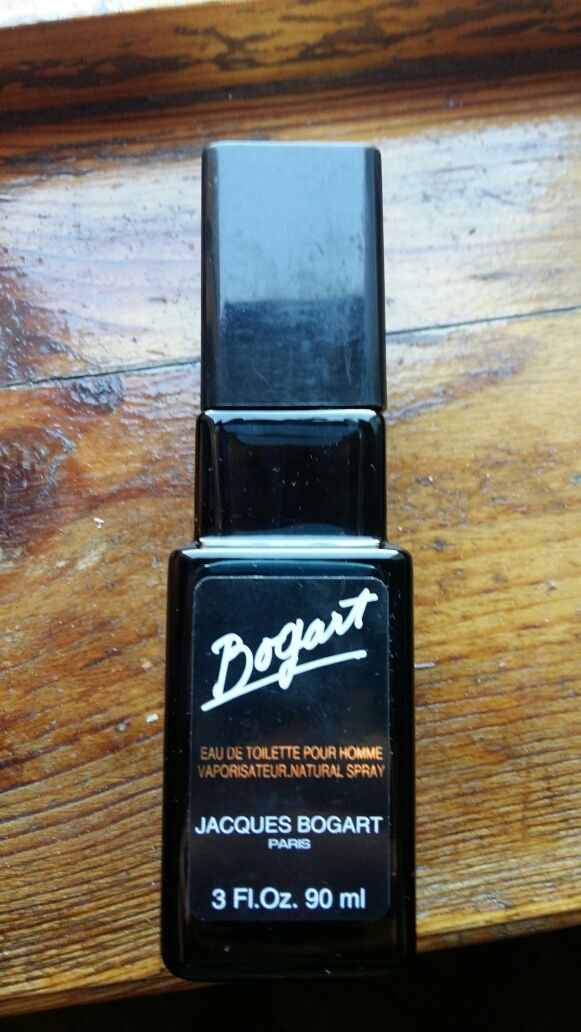 Bogart
EAU DE TOILETTE POUR HOMME
VAPORISATEUR.NATURAL SPRAY
JACQUES BOGART
PARIS
3 Fl.Oz. 90 ml